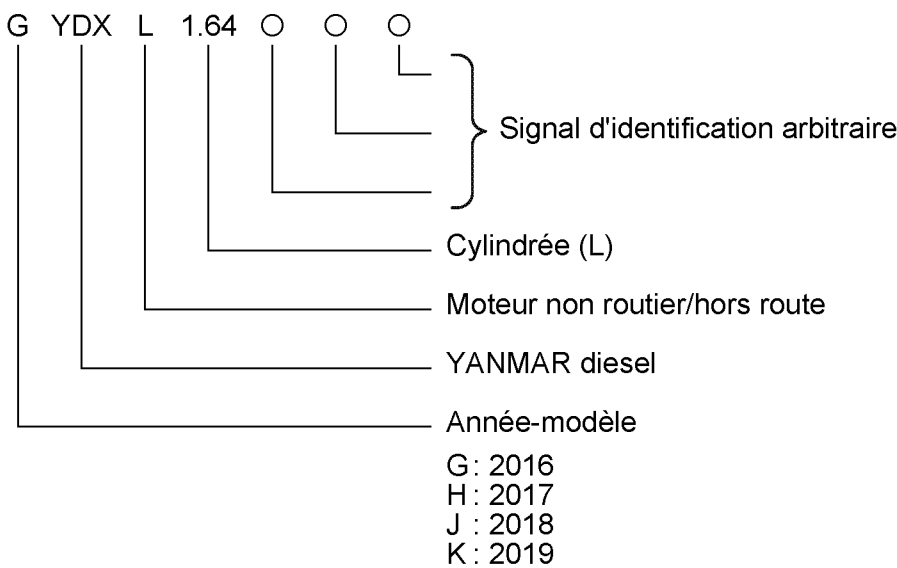 G YDX L 1.64 ○ ○ ○
Signal d'identification arbitraire
Cylindrée (L)
Moteur non routier/hors route
YANMAR diesel
Année-modèle
G : 2016
H : 2017
J : 2018
K : 2019